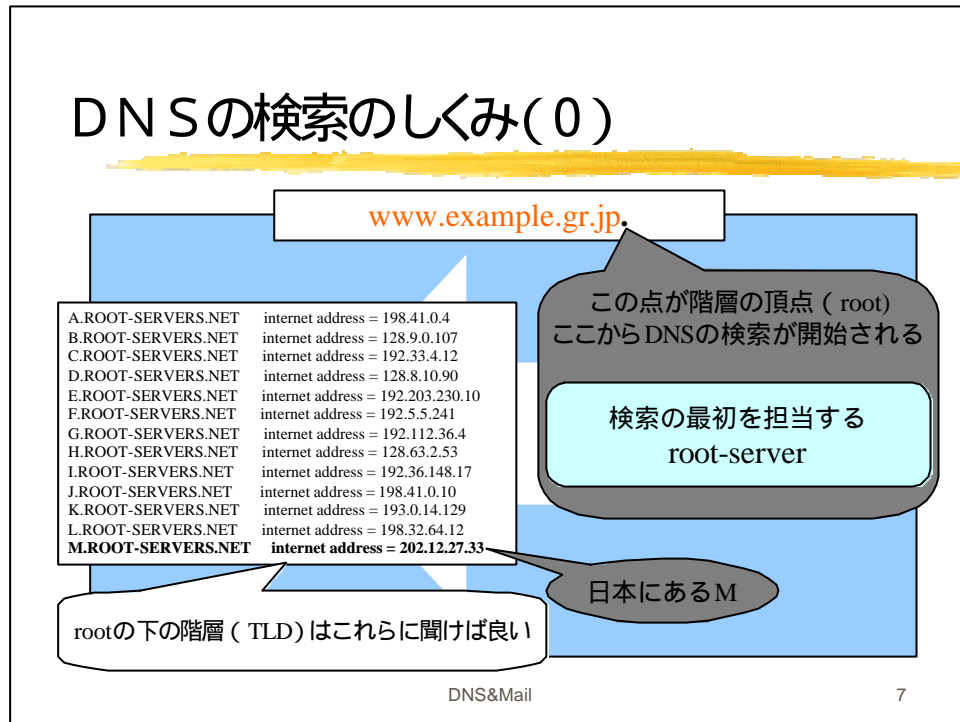 ＤＮＳの検索のしくみ(０)
www.example.gr.jp.
この点が階層の頂点（root)
ここからDNSの検索が開始される
検索の最初を担当する
root-server
A.ROOT-SERVERS.NET internet address = 198.41.0.4
B.ROOT-SERVERS.NET internet address = 128.9.0.107
C.ROOT-SERVERS.NET internet address = 192.33.4.12
D.ROOT-SERVERS.NET internet address = 128.8.10.90
E.ROOT-SERVERS.NET internet address = 192.203.230.10
F.ROOT-SERVERS.NET internet address = 192.5.5.241
G.ROOT-SERVERS.NET internet address = 192.112.36.4
H.ROOT-SERVERS.NET internet address = 128.63.2.53
I.ROOT-SERVERS.NET internet address = 192.36.148.17
J.ROOT-SERVERS.NET internet address = 198.41.0.10
K.ROOT-SERVERS.NET internet address = 193.0.14.129
L.ROOT-SERVERS.NET internet address = 198.32.64.12
M.ROOT-SERVERS.NET internet address = 202.12.27.33
日本にあるM
rootの下の階層（TLD)はこれらに聞けば良い
DNS&Mail
7